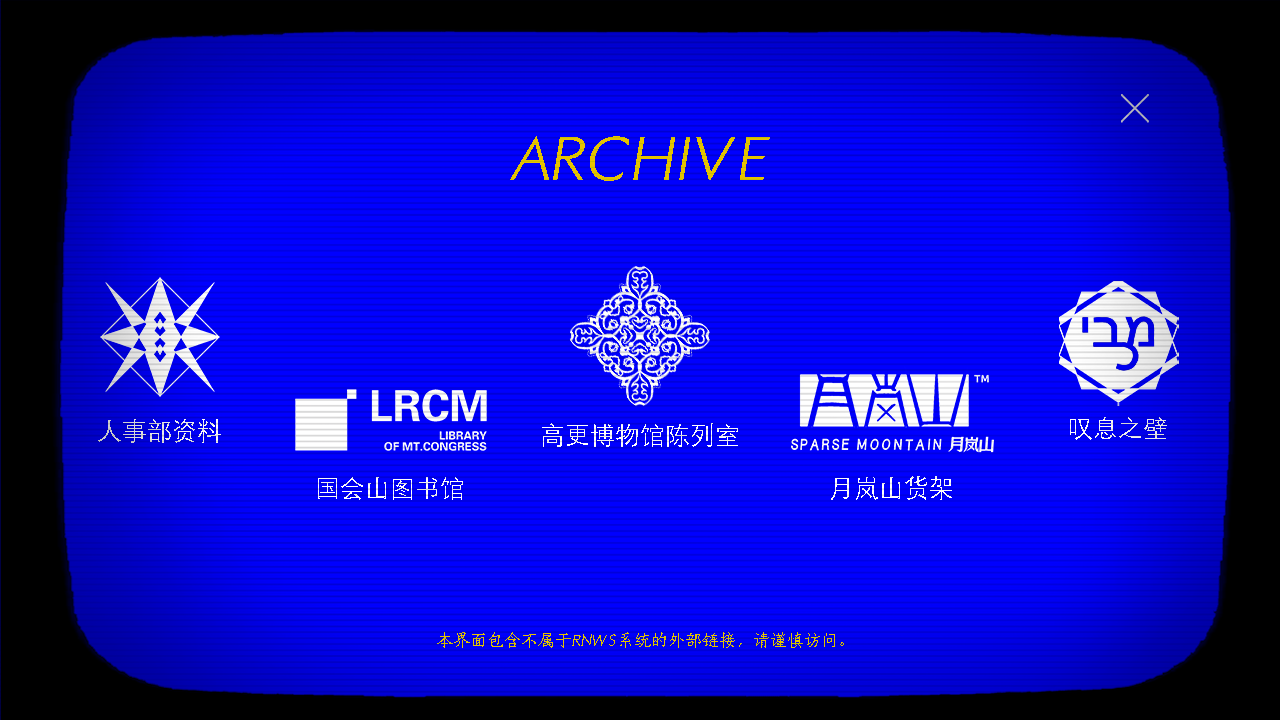 ARCHIVE
人事部资料
LRCM
LIBRARY
OF MT.CONGRESS
国会山图书馆
高更博物馆陈列室
TM
SPARSE MOONTAIN 月岚山
月岚山货架
叹息之壁
本界面包含不属于RNWS系统的外部链接，请谨慎访问。